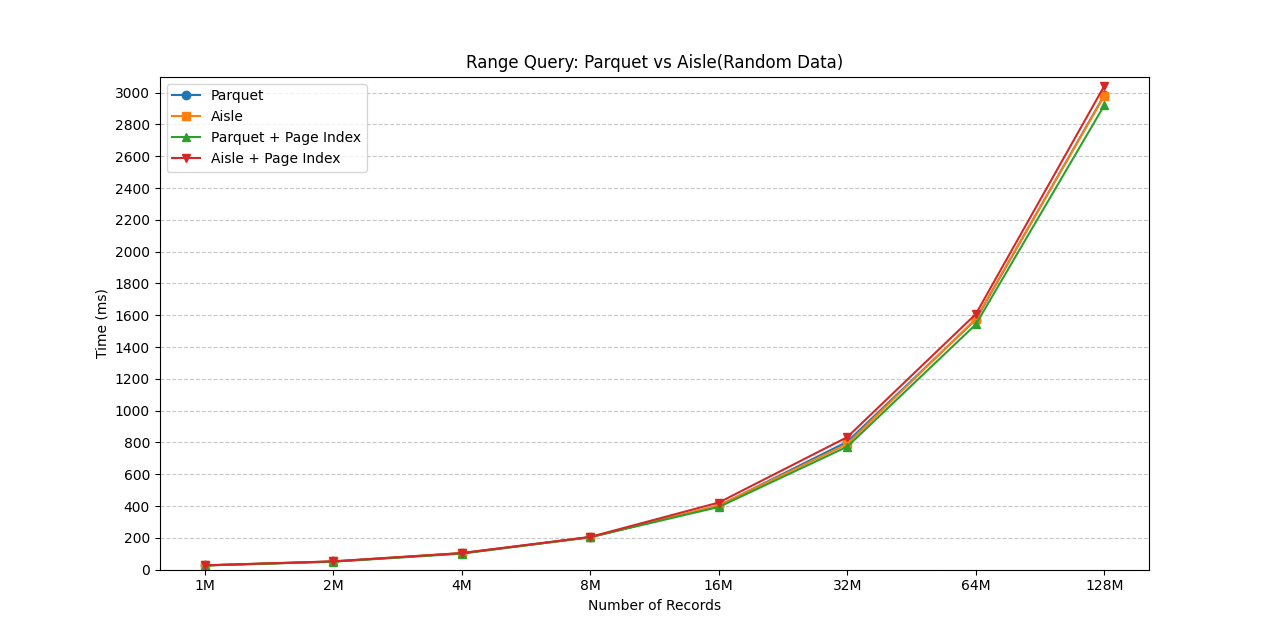 Range Query: Parquet vs Aisle(Random Data)
Parquet
Aisle
Parquet + Page Index
Aisle + Page Index
Time (ms)
3000
2800
2600
2400
2200
2000
1800
1600
1400
1200
1000
800
600
400
200
0
1M 2M 4M 8M 16M 32M 64M 128M
Number of Records